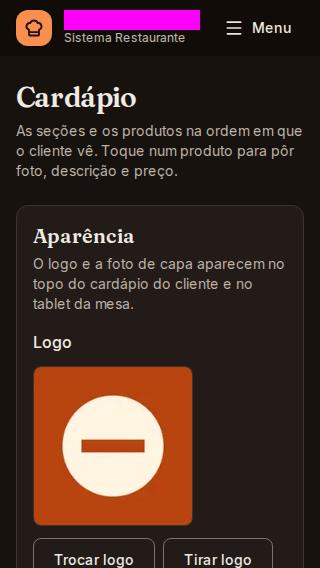 Sistema Restaurante
Menu
Cardápio
As seções e os produtos na ordem em que
o cliente vê. Toque num produto para pôr
foto, descrição e preço.
Aparência
O logo e a foto de capa aparecem no
topo do cardápio do cliente e no
tablet da mesa.
Logo
Trocar logo
Tirar logo